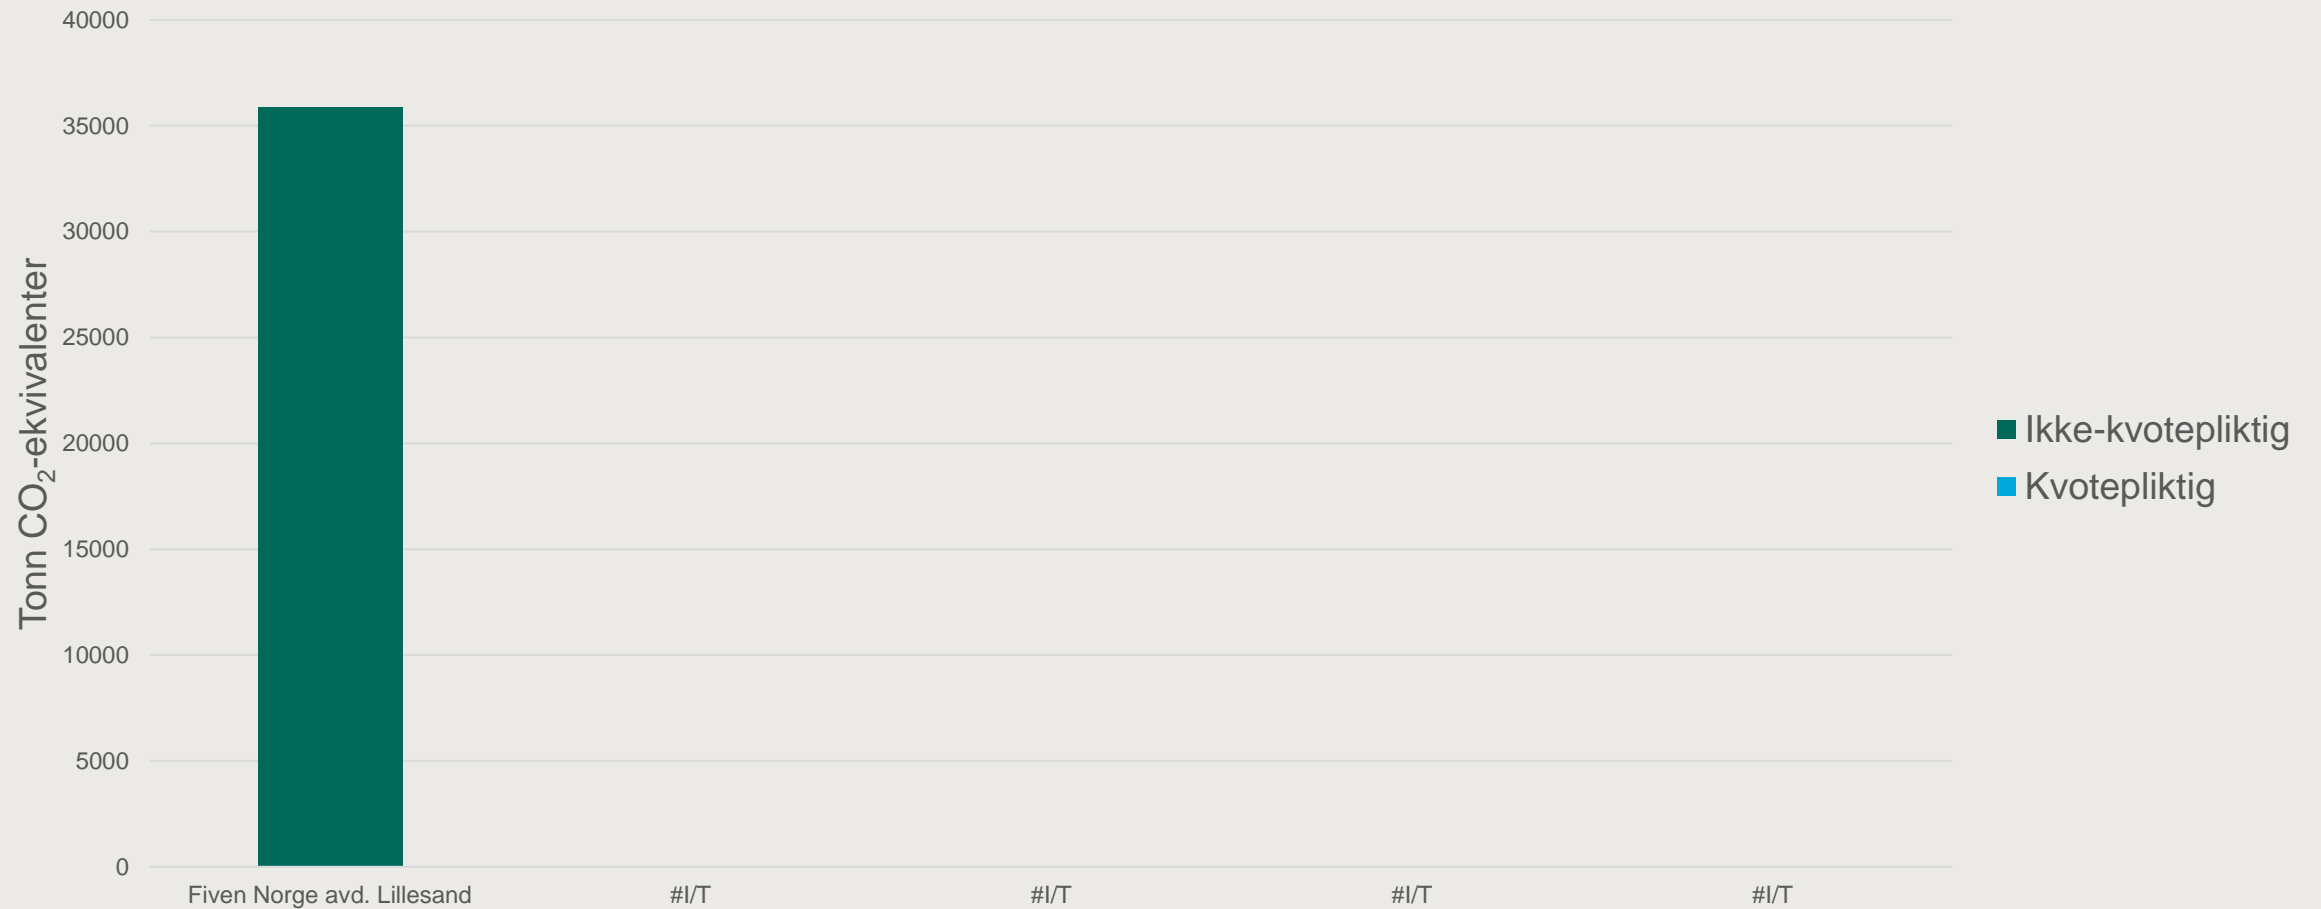 40000
35000
30000
25000
20000
15000
10000
5000
0
Tonn CO₂-ekvivalenter
Fiven Norge avd. Lillesand
#I/T
#I/T
#I/T
#I/T
Ikke-kvotepliktig
Kvotepliktig